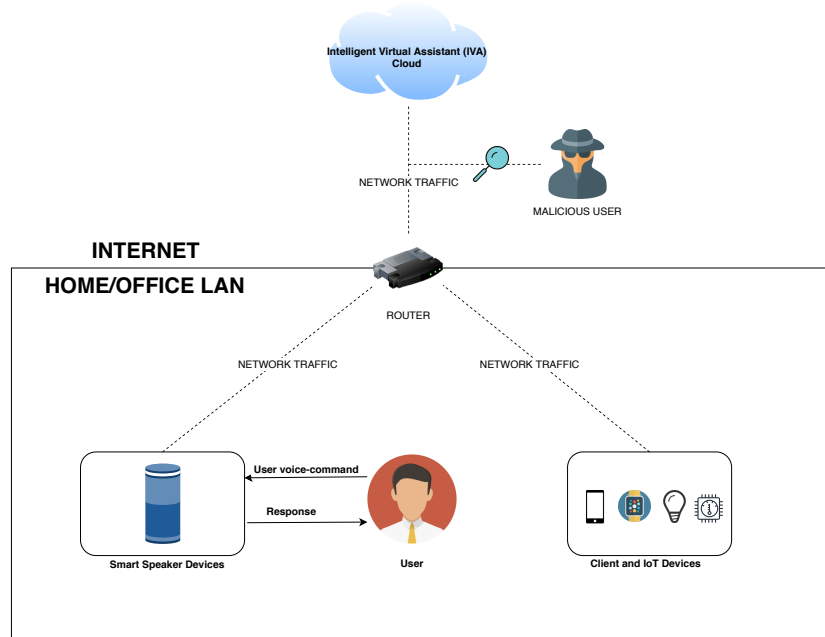 Intelligent Virtual Assistant (IVA)
Cloud
NETWORK TRAFFIC
MALICIOUS USER
INTERNET
HOME/OFFICE LAN
ROUTER
NETWORK TRAFFIC
NETWORK TRAFFIC
User voice-command
Response
Smart Speaker Devices
User
Client and IoT Devices